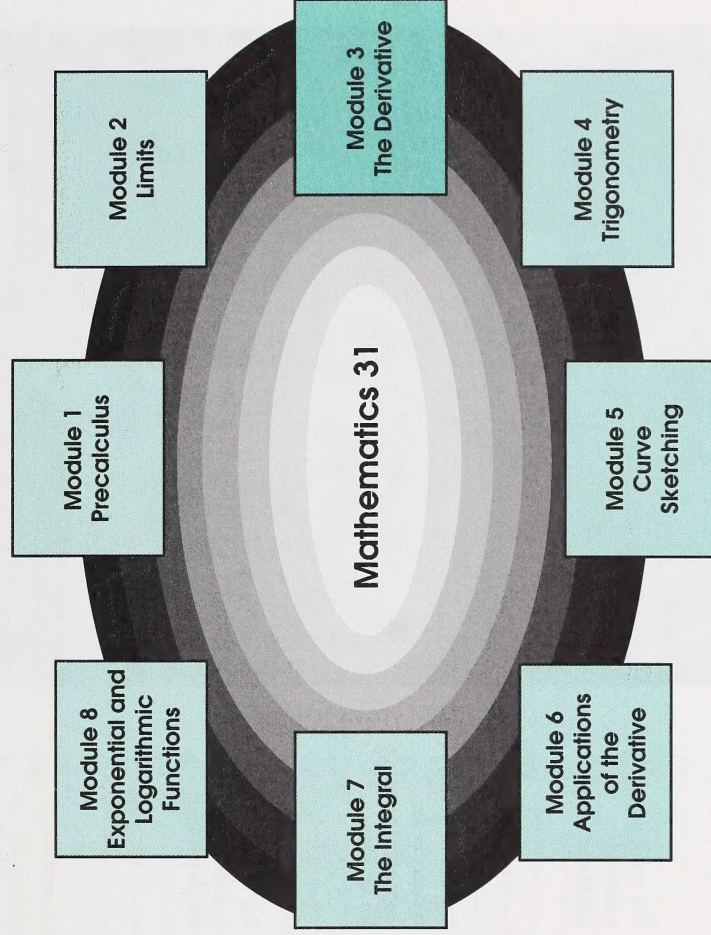 Module 1
Precalculus
Module 2
Limits
Module 3
The Derivative
Module 4
Trigonometry
Module 5
Curve
Sketching
Module 6
Applications
of the
Derivative
Module 7
The Integral
Module 8
Exponential and
Logarithmic
Functions
Mathematics 31